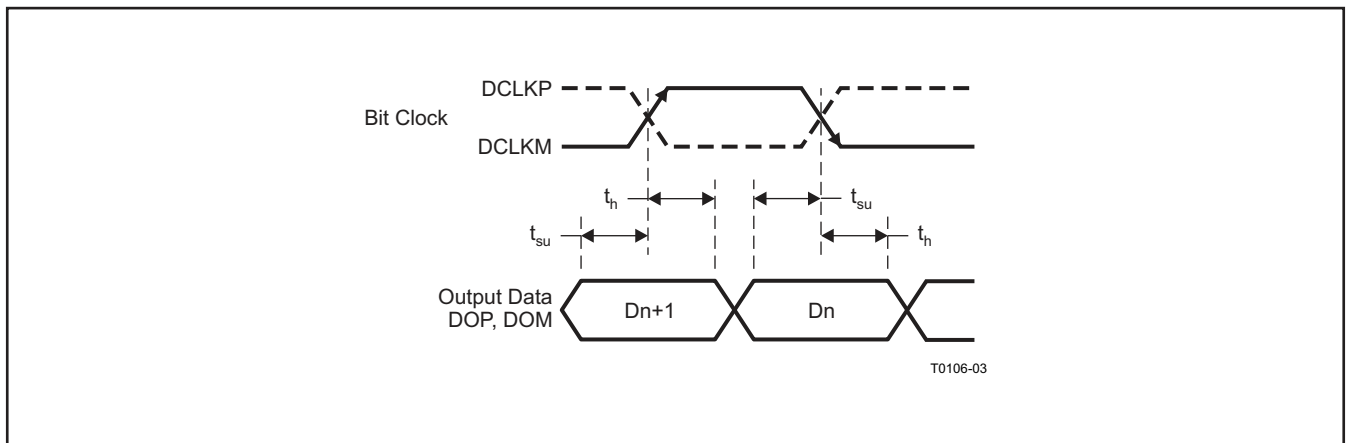 DCLKP
Bit Clock
DCLKM
t_h
t_su
t_su
t_h
Output Data
DOP, DOM
Dn+1
Dn
T0106-03